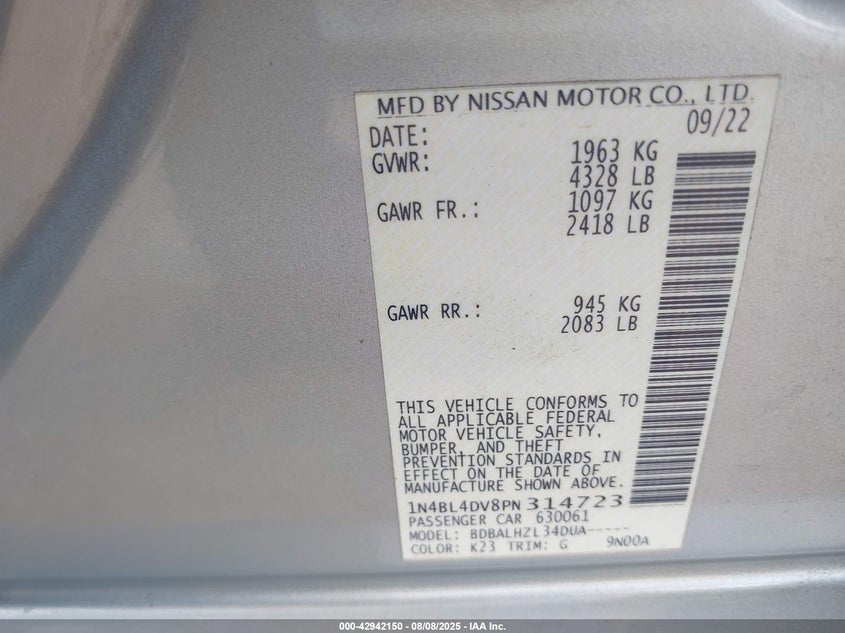 MFD BY NISSAN MOTOR CO., LTD.
DATE: 09/22
GVWR: 1963 KG
4328 LB
GAWR FR.: 1097 KG
2418 LB
GAWR RR.: 945 KG
2083 LB
THIS VEHICLE CONFORMS TO
ALL APPLICABLE FEDERAL
MOTOR VEHICLE SAFETY,
BUMPER, AND THEFT
PREVENTION STANDARDS IN
EFFECT ON THE DATE OF
MANUFACTURE SHOWN ABOVE.
1N4BL4DV8PN 314723
PASSENGER CAR 630061
MODEL: BDBALHZL34DUA-----
COLOR: K23 TRIM: G 9N00A
000-42942150 - 08/08/2025 - IAA Inc.